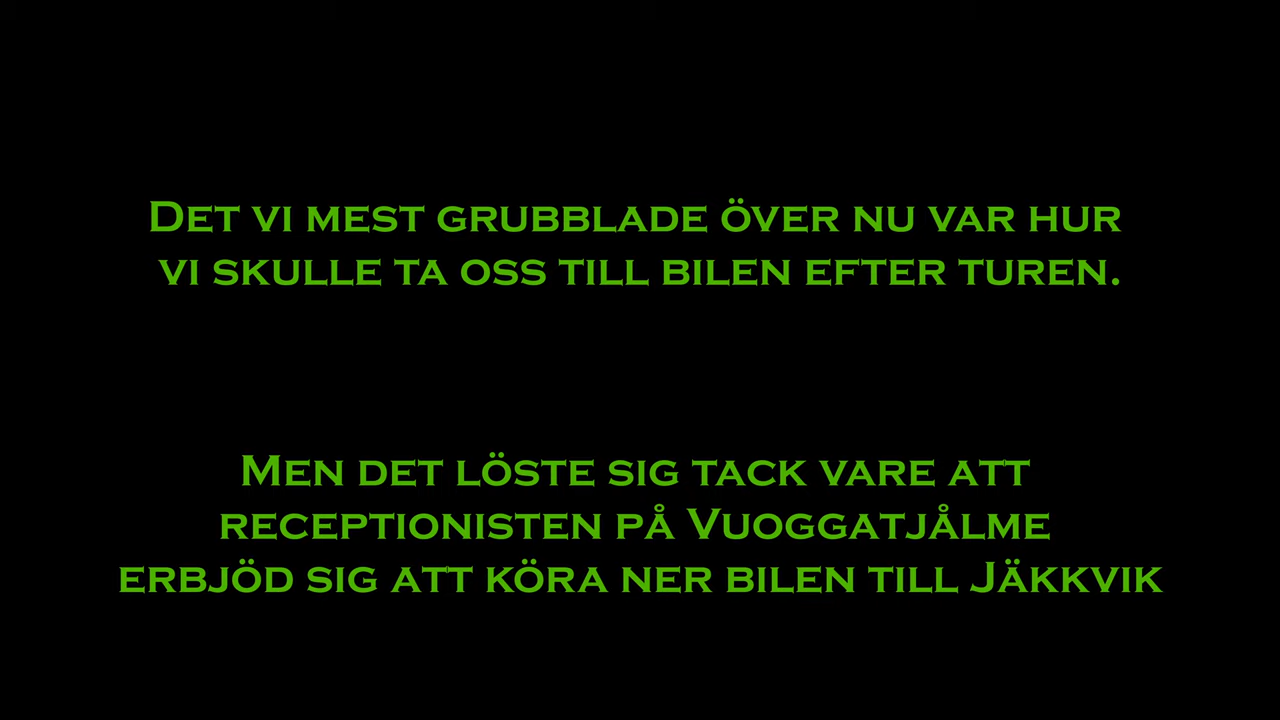 Det vi mest grubblade över nu var hur
vi skulle ta oss till bilen efter turen.
Men det löste sig tack vare att
receptionisten på Vuoggatjålme
erbjöd sig att köra ner bilen till Jäkkvik